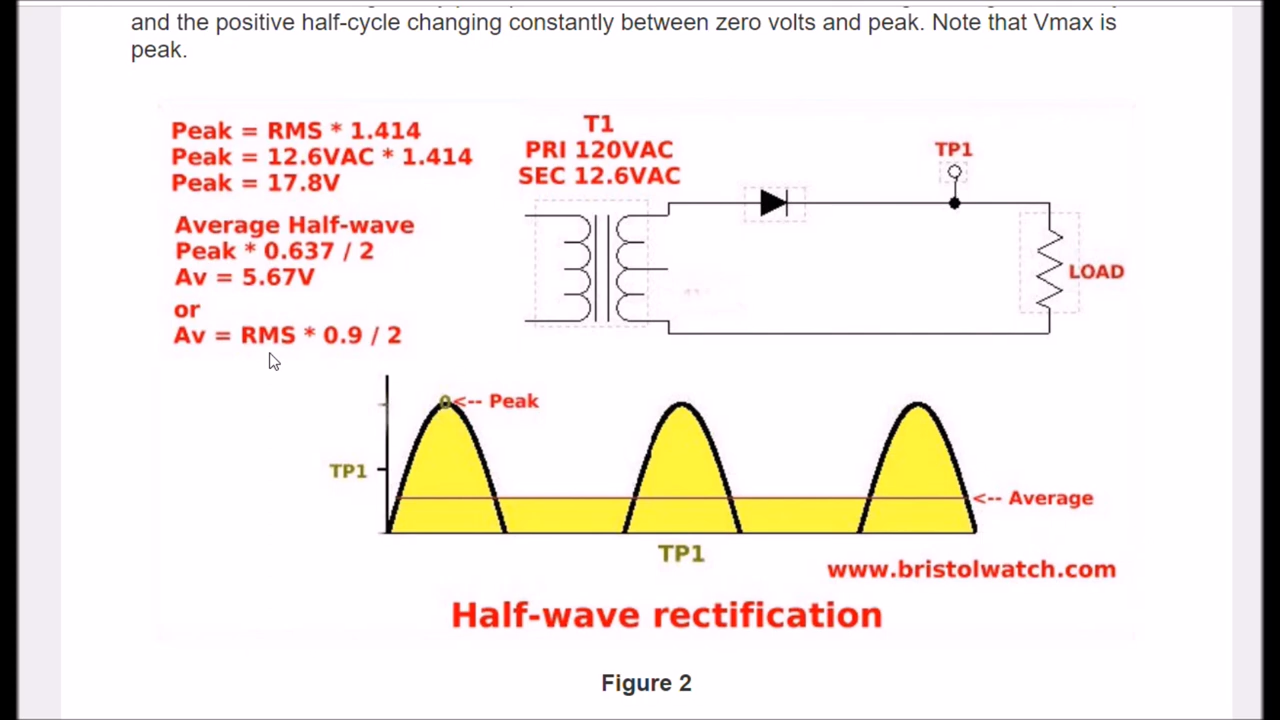 and the positive half-cycle changing constantly between zero volts and peak. Note that Vmax is
peak.
Peak = RMS * 1.414
Peak = 12.6VAC * 1.414
Peak = 17.8V
Average Half-wave
Peak * 0.637 / 2
Av = 5.67V
or
Av = RMS * 0.9 / 2
T1
PRI 120VAC
SEC 12.6VAC
TP1
LOAD
<-- Peak
TP1
<-- Average
TP1
www.bristolwatch.com
Half-wave rectification
Figure 2